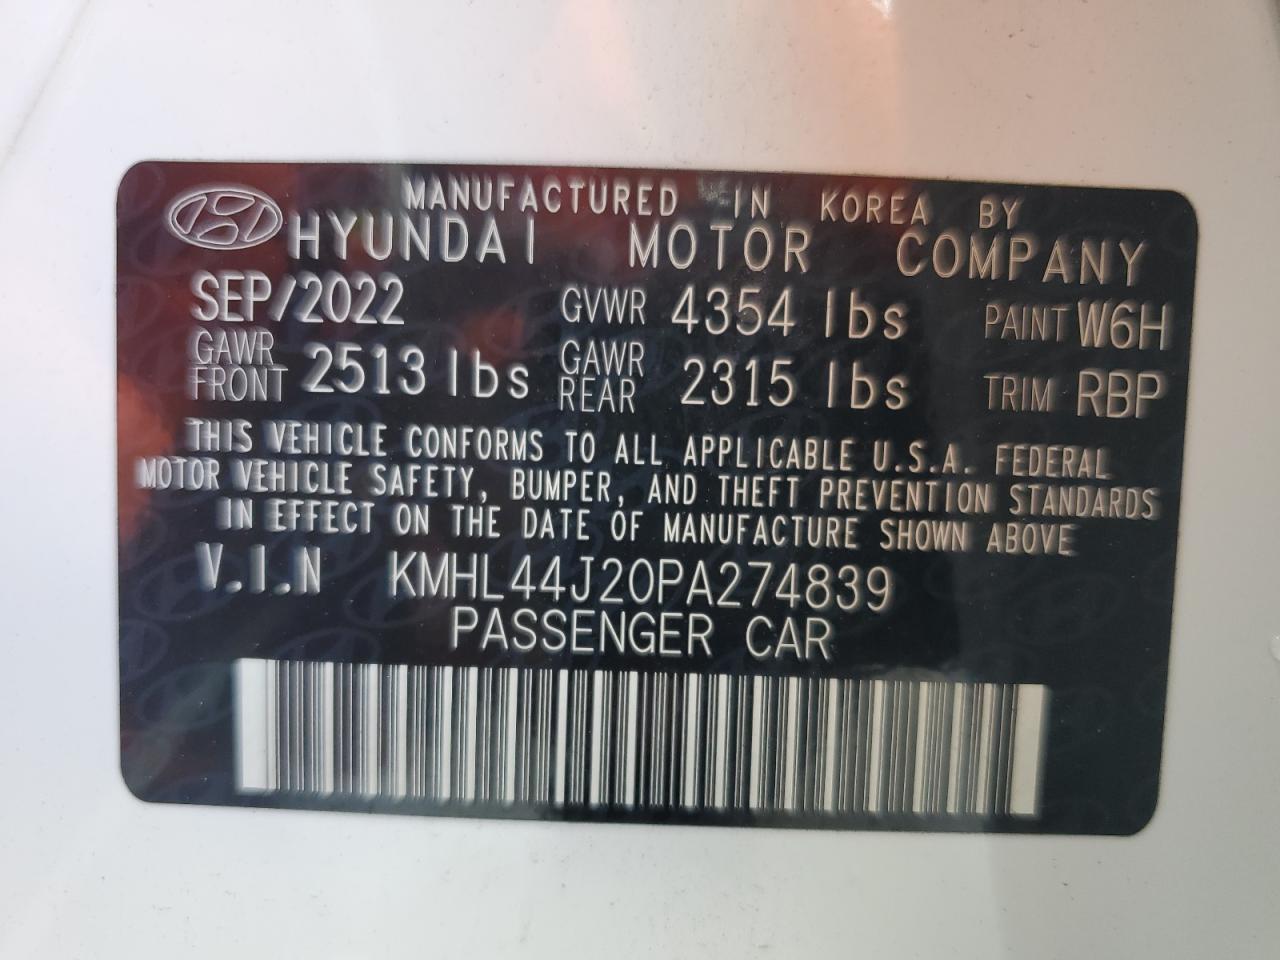 MANUFACTURED IN KOREA BY
HYUNDAI MOTOR COMPANY
SEP/2022 GVWR 4354 lbs PAINT W6H
GAWR FRONT 2513 lbs GAWR REAR 2315 lbs TRIM RBP
THIS VEHICLE CONFORMS TO ALL APPLICABLE U.S.A. FEDERAL
MOTOR VEHICLE SAFETY, BUMPER, AND THEFT PREVENTION STANDARDS
IN EFFECT ON THE DATE OF MANUFACTURE SHOWN ABOVE
V.I.N KMHL44J20PA274839
PASSENGER CAR